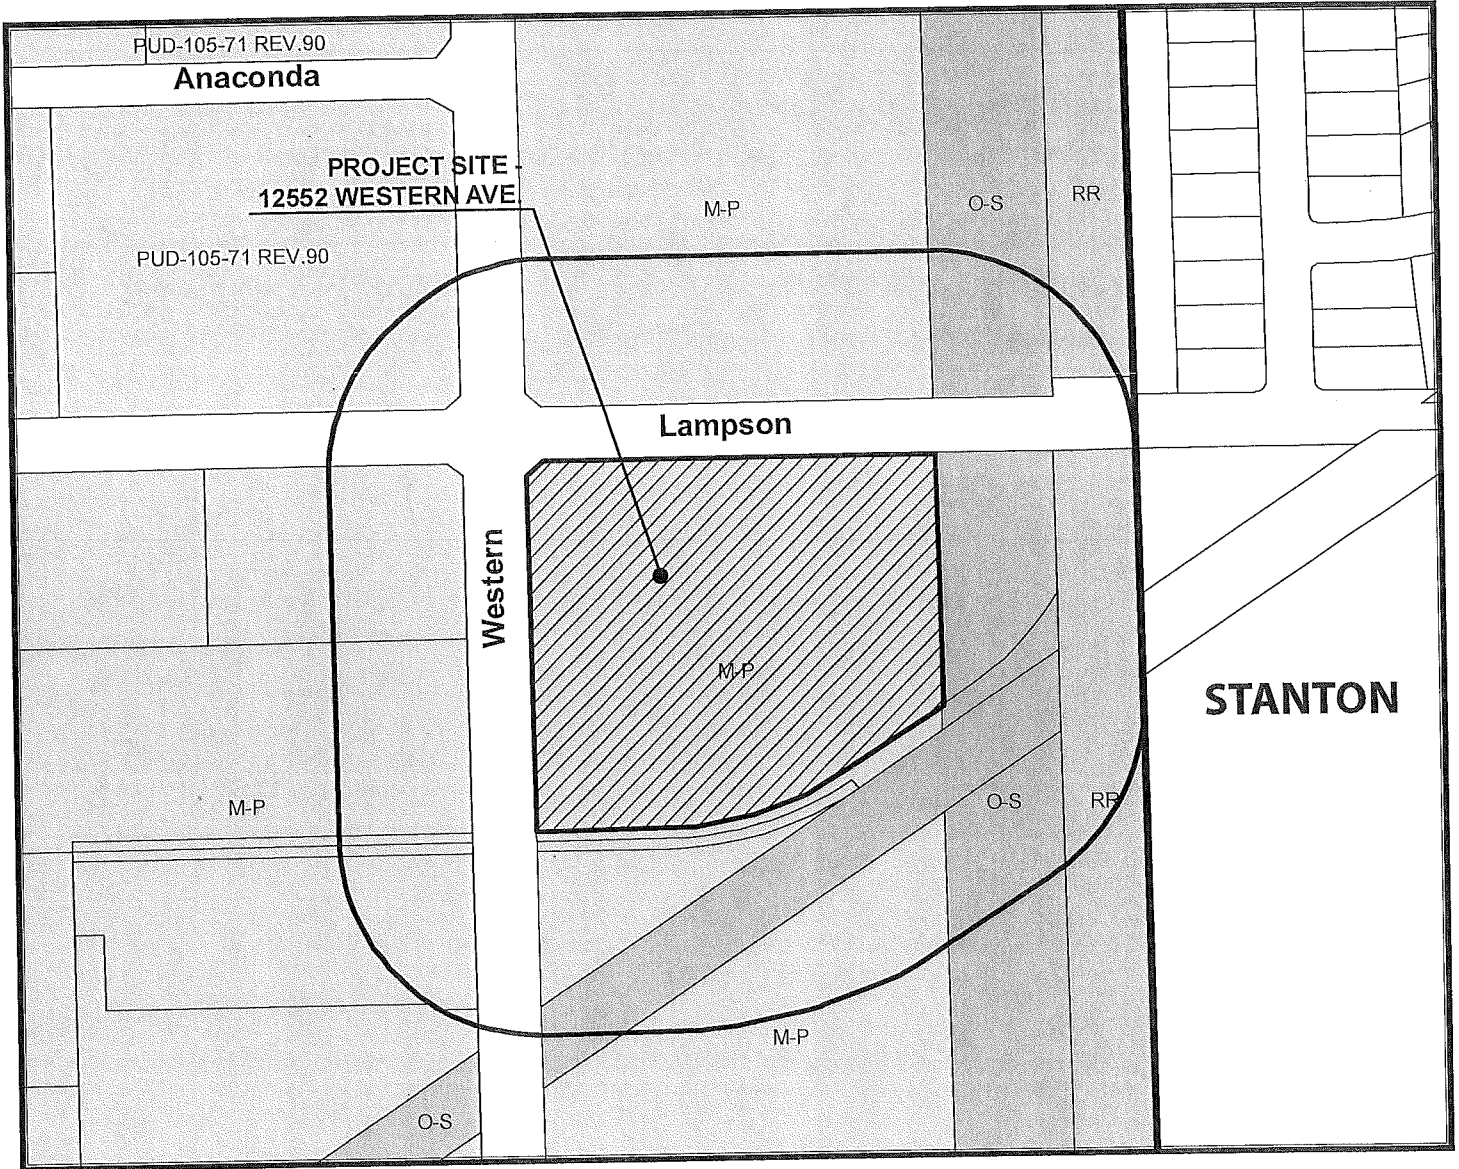 PUD-105-71 REV.90
Anaconda
PROJECT SITE -
12552 WESTERN AVE.
M-P
O-S
RR
PUD-105-71 REV.90
Lampson
Western
M-P
STANTON
M-P
O-S
RR
M-P
O-S